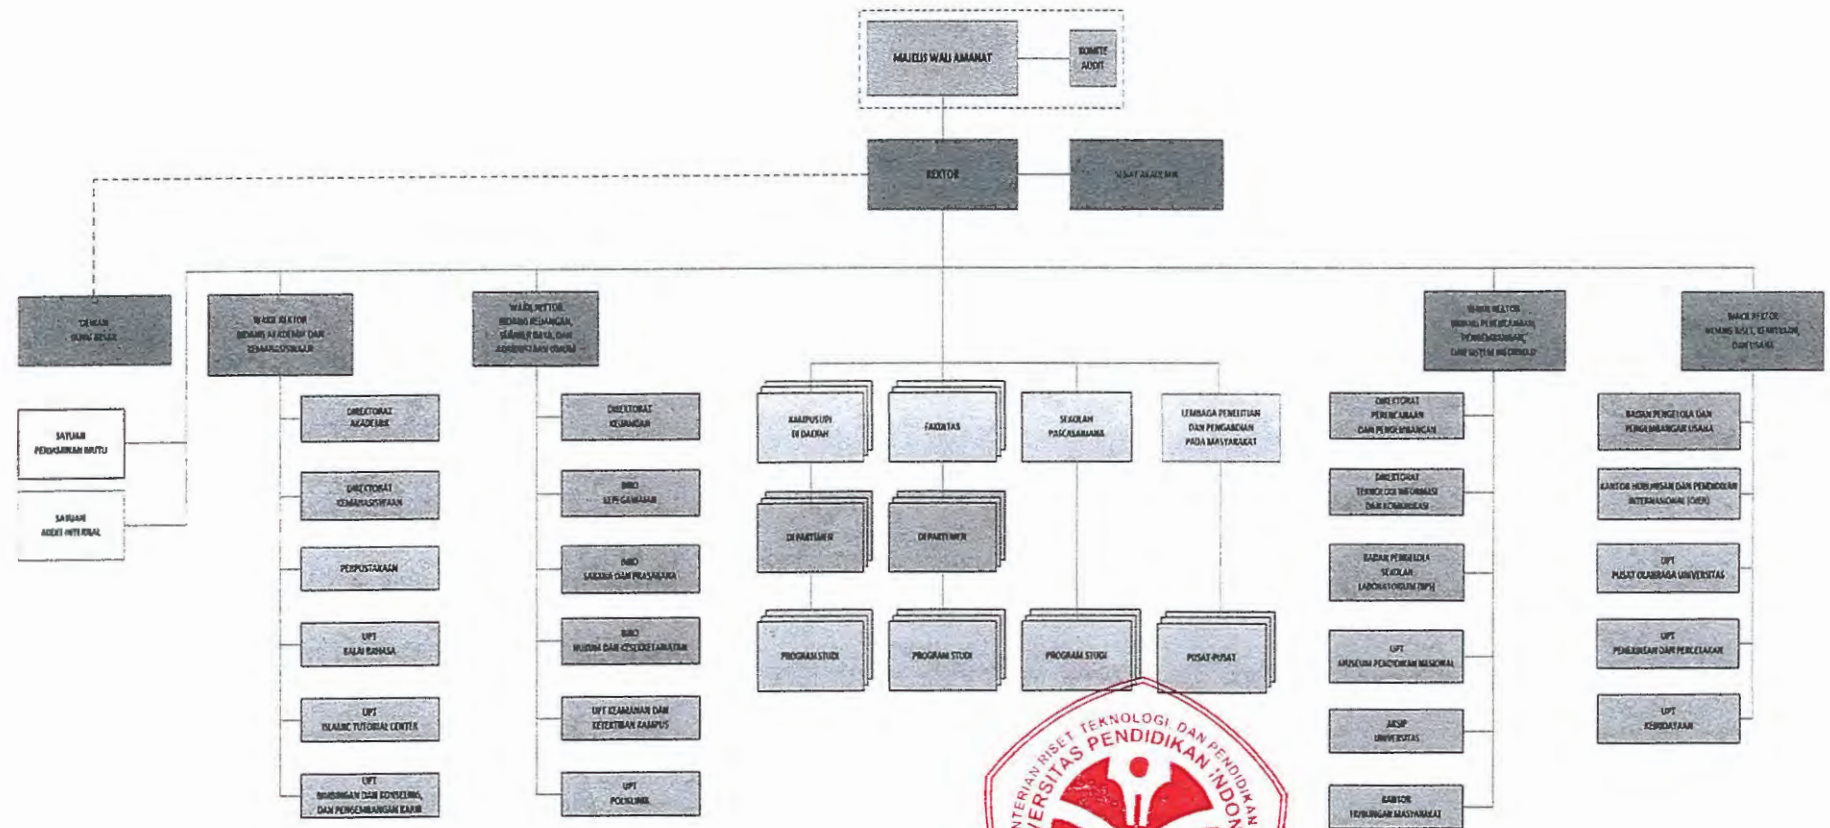 MAJELIS WALI AMANAT
KOMITE
AUDIT
REKTOR
SENAT AKADEMIK
DEWAN
GURU BESAR
WAKIL REKTOR
BIDANG AKADEMIK DAN
KEMAHASISWAAN
WAKIL REKTOR
BIDANG KEUANGAN,
SUMBER DAYA, DAN
ADMINISTRASI UMUM
WAKIL REKTOR
BIDANG PERENCANAAN,
PENGEMBANGAN,
DAN SISTEM INFORMASI
WAKIL REKTOR
BIDANG RISET, KEMITRAAN,
DAN USAHA
SATUAN
PENJAMINAN MUTU
SATUAN
AUDIT INTERNAL
DIREKTORAT
AKADEMIK
DIREKTORAT
KEMAHASISWAAN
PERPUSTAKAAN
UPT
BALAI BAHASA
UPT
ISLAMIC TUTORIAL CENTER
UPT
BIMBINGAN DAN KONSELING,
DAN PENGEMBANGAN KARIR
DIREKTORAT
KEUANGAN
BIRO
KEPEGAWAIAN
BIRO
SARANA DAN PRASARANA
BIRO
HUKUM DAN KESEKRETARIATAN
UPT KEAMANAN DAN
KETERTIBAN KAMPUS
UPT
POLIKLINIK
KAMPUS UPI
DI DAERAH
FAKULTAS
SEKOLAH
PASCASARJANA
LEMBAGA PENELITIAN
DAN PENGABDIAN
PADA MASYARAKAT
DEPARTEMEN
DEPARTEMEN
PROGRAM STUDI
PROGRAM STUDI
PROGRAM STUDI
PUSAT-PUSAT
DIREKTORAT
PERENCANAAN
DAN PENGEMBANGAN
DIREKTORAT
TEKNOLOGI INFORMASI
DAN KOMUNIKASI
BADAN PENGELOLA
SEKOLAH
LABORATORIUM (BPS)
UPT
MUSEUM PENDIDIKAN NASIONAL
ARSIP
UNIVERSITAS
KANTOR
HUBUNGAN MASYARAKAT
BADAN PENGELOLA DAN
PENGEMBANGAN USAHA
KANTOR HUBUNGAN DAN PENDIDIKAN
INTERNASIONAL (OIER)
UPT
PUSAT OLAHRAGA UNIVERSITAS
UPT
PENERBITAN DAN PERCETAKAN
UPT
KEBUDAYAAN
NTERIAN RISET TEKNOLOGI DAN PENDIDIKAN
VERSITAS PENDIDIKAN INDON